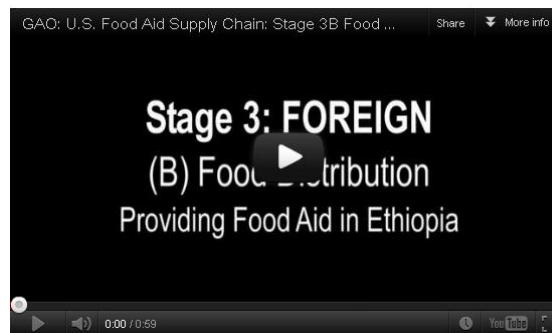 GAO: U.S. Food Aid Supply Chain: Stage 3B Food ... Share More info
Stage 3: FOREIGN
(B) Food Distribution
Providing Food Aid in Ethiopia
0:00 / 0:59 YouTube